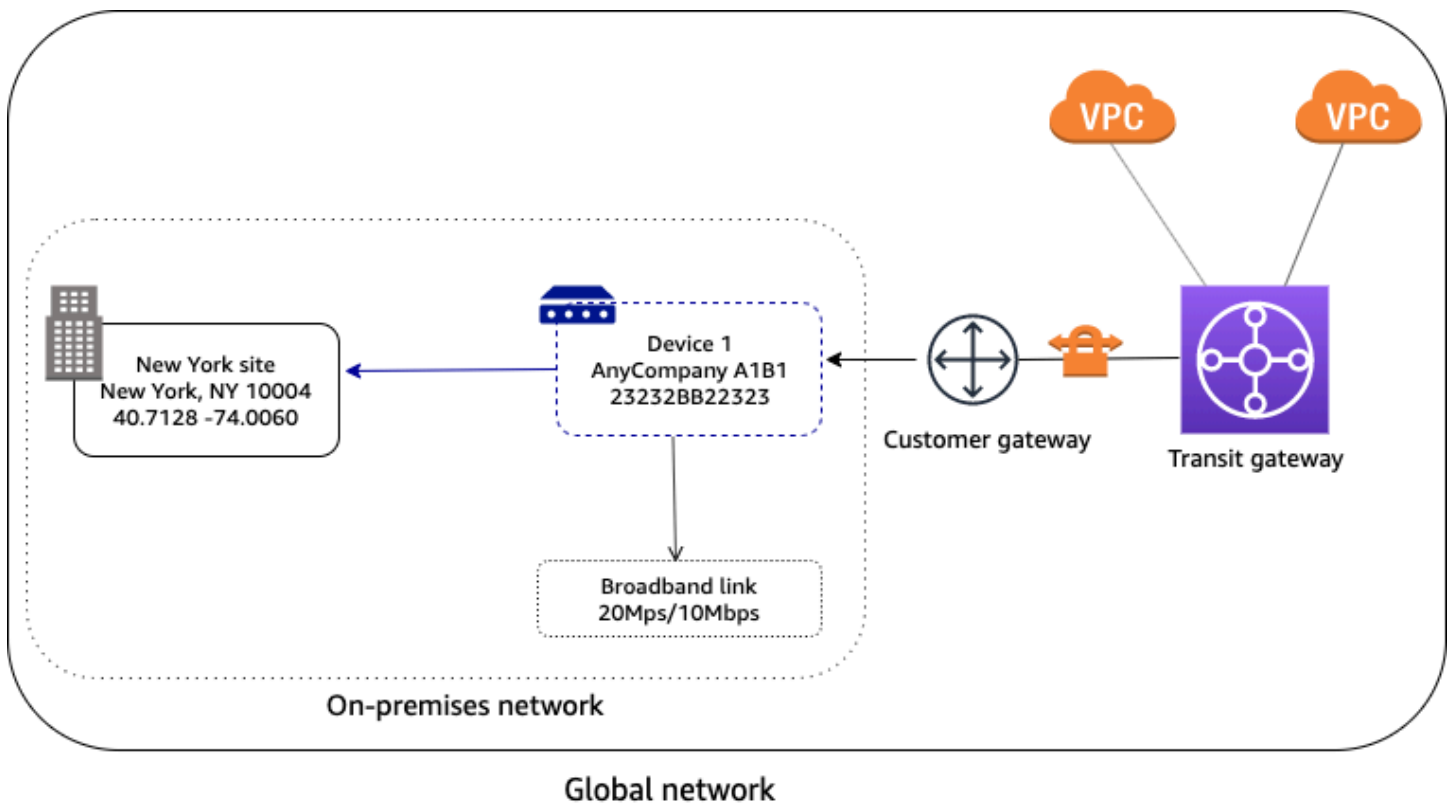 VPC
VPC
New York site
New York, NY 10004
40.7128 -74.0060
Device 1
AnyCompany A1B1
23232BB22323
Customer gateway
Transit gateway
Broadband link
20Mps/10Mbps
On-premises network
Global network